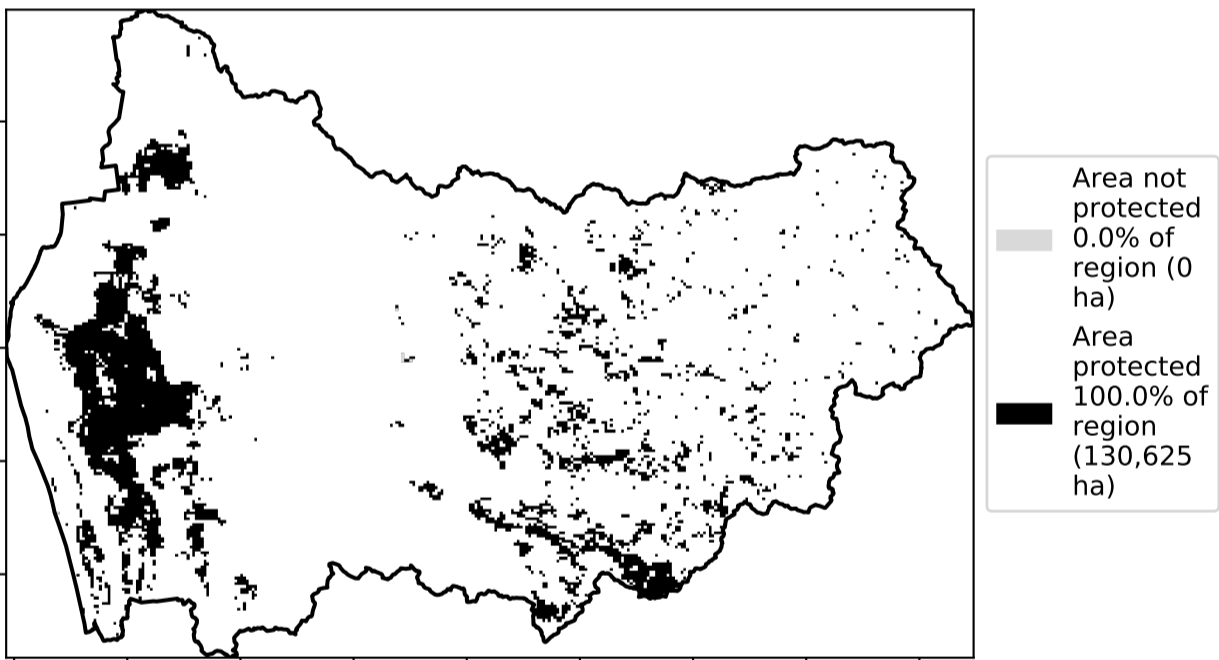 Area not
protected
0.0% of
region (0
ha)
Area
protected
100.0% of
region
(130,625
ha)